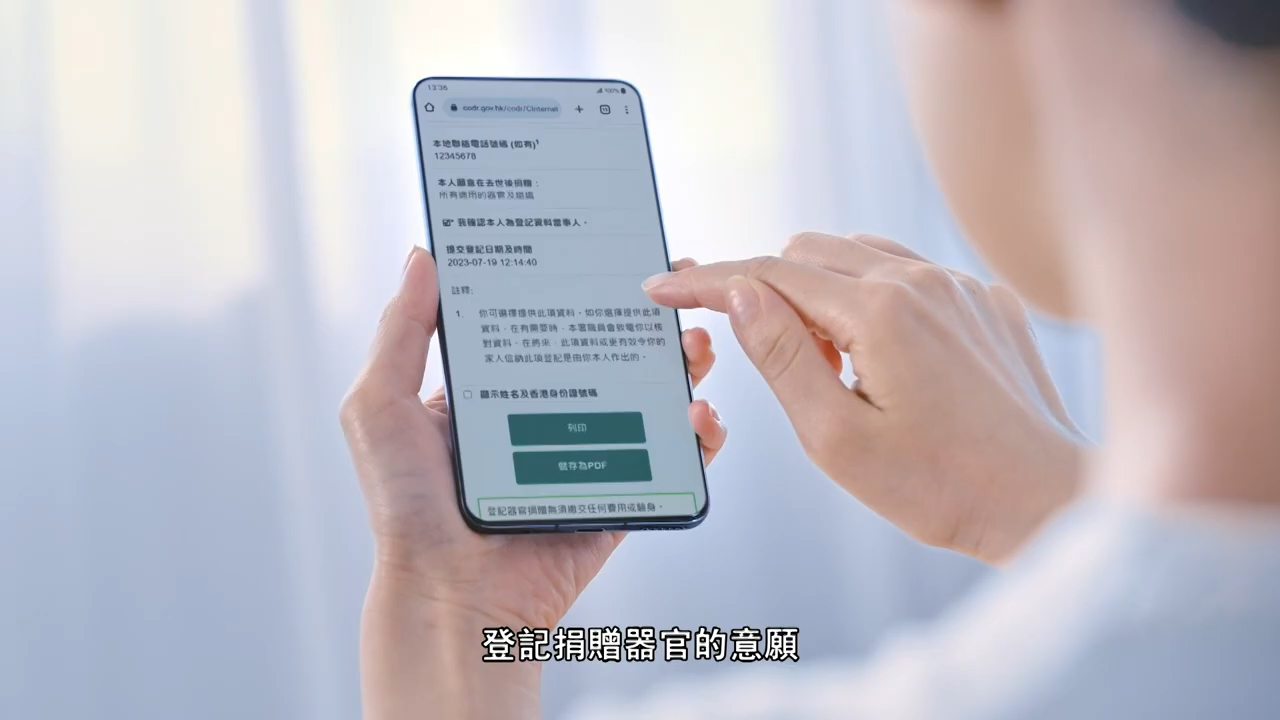 13:36
100%
codr.gov.hk/codr/CInternet
本地聯絡電話號碼 (如有)1
12345678
本人願意在去世後捐贈：
所有適用的器官及組織
我確認本人為登記資料當事人。
提交登記日期及時間
2023-07-19 12:14:40
註釋:
1. 你可選擇提供此項資料。如你選擇提供此項
資料，在有需要時，本署職員會致電你以核
對資料。在將來，此項資料或更有效令你的
家人信納此項登記是由你本人作出的。
顯示姓名及香港身份證號碼
列印
儲存為PDF
登記器官捐贈無須繳交任何費用或驗身。
登記捐贈器官的意願